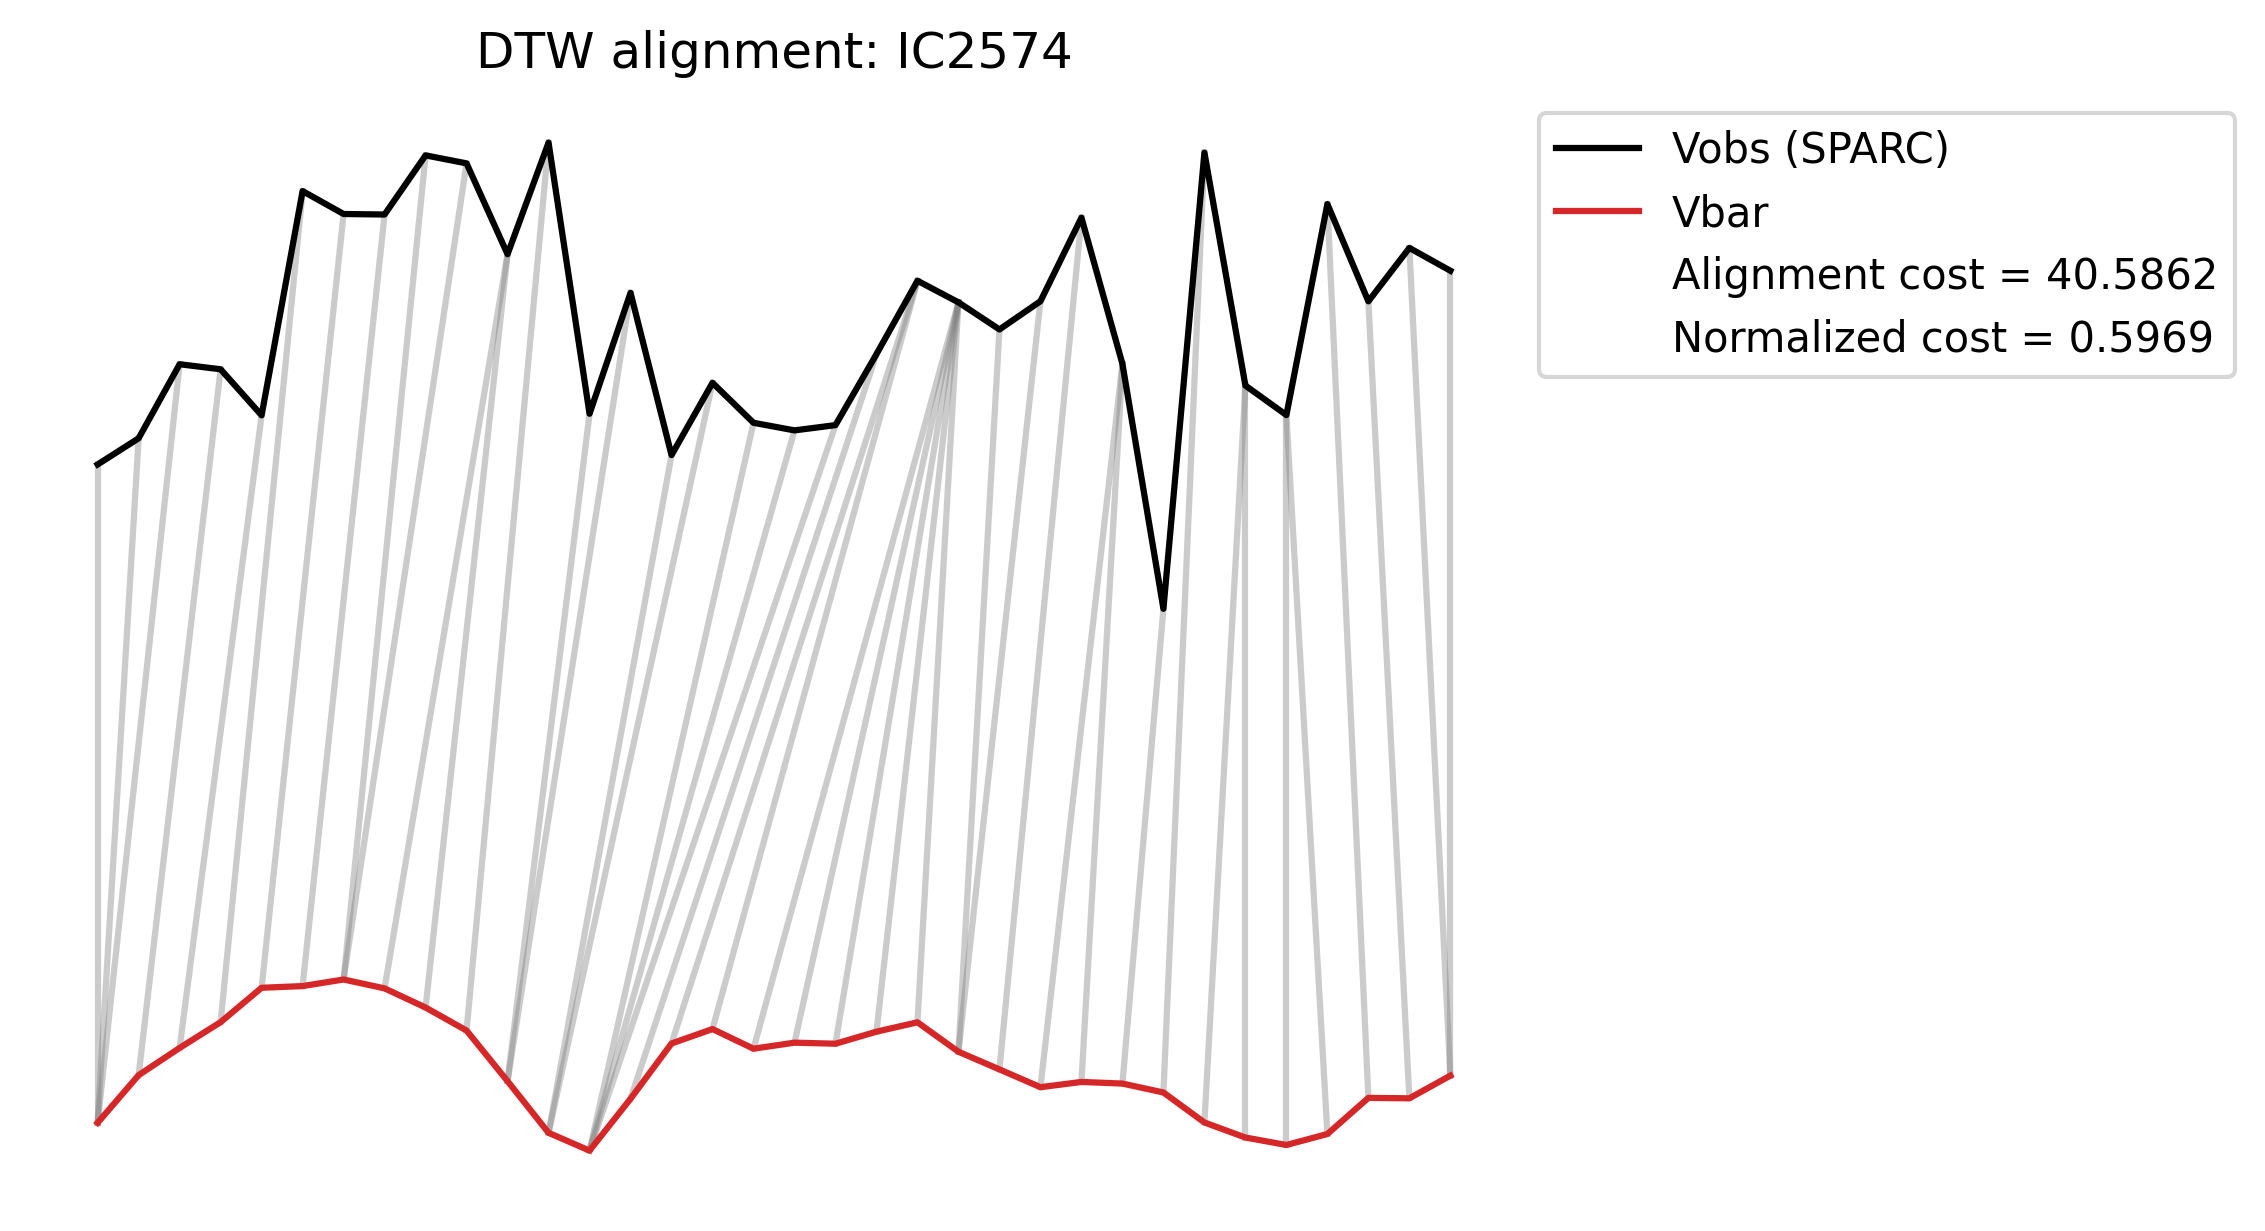 DTW alignment: IC2574
Vobs (SPARC)
Vbar
Alignment cost = 40.5862
Normalized cost = 0.5969